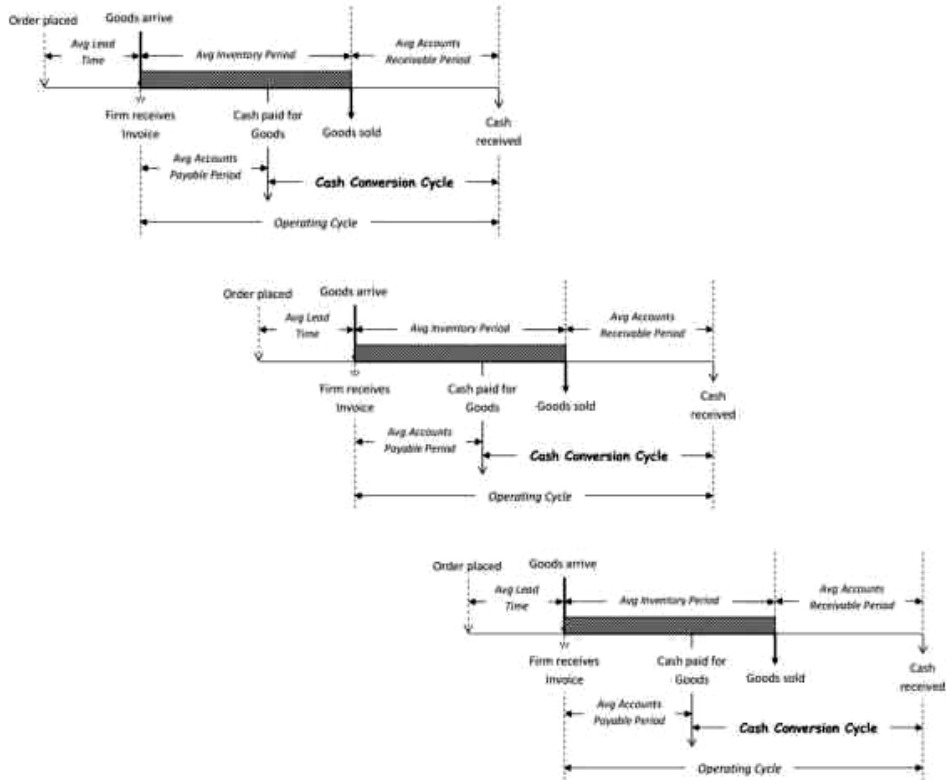 Order placed
Goods arrive
Avg Lead
Time
Avg Inventory Period
Avg Accounts
Receivable Period
Firm receives
Invoice
Cash paid for
Goods
Goods sold
Cash
received
Avg Accounts
Payable Period
Cash Conversion Cycle
Operating Cycle
Order placed
Goods arrive
Avg Lead
Time
Avg Inventory Period
Avg Accounts
Receivable Period
Firm receives
Invoice
Cash paid for
Goods
Goods sold
Cash
received
Avg Accounts
Payable Period
Cash Conversion Cycle
Operating Cycle
Order placed
Goods arrive
Avg Lead
Time
Avg Inventory Period
Avg Accounts
Receivable Period
Firm receives
Invoice
Cash paid for
Goods
Goods sold
Cash
received
Avg Accounts
Payable Period
Cash Conversion Cycle
Operating Cycle